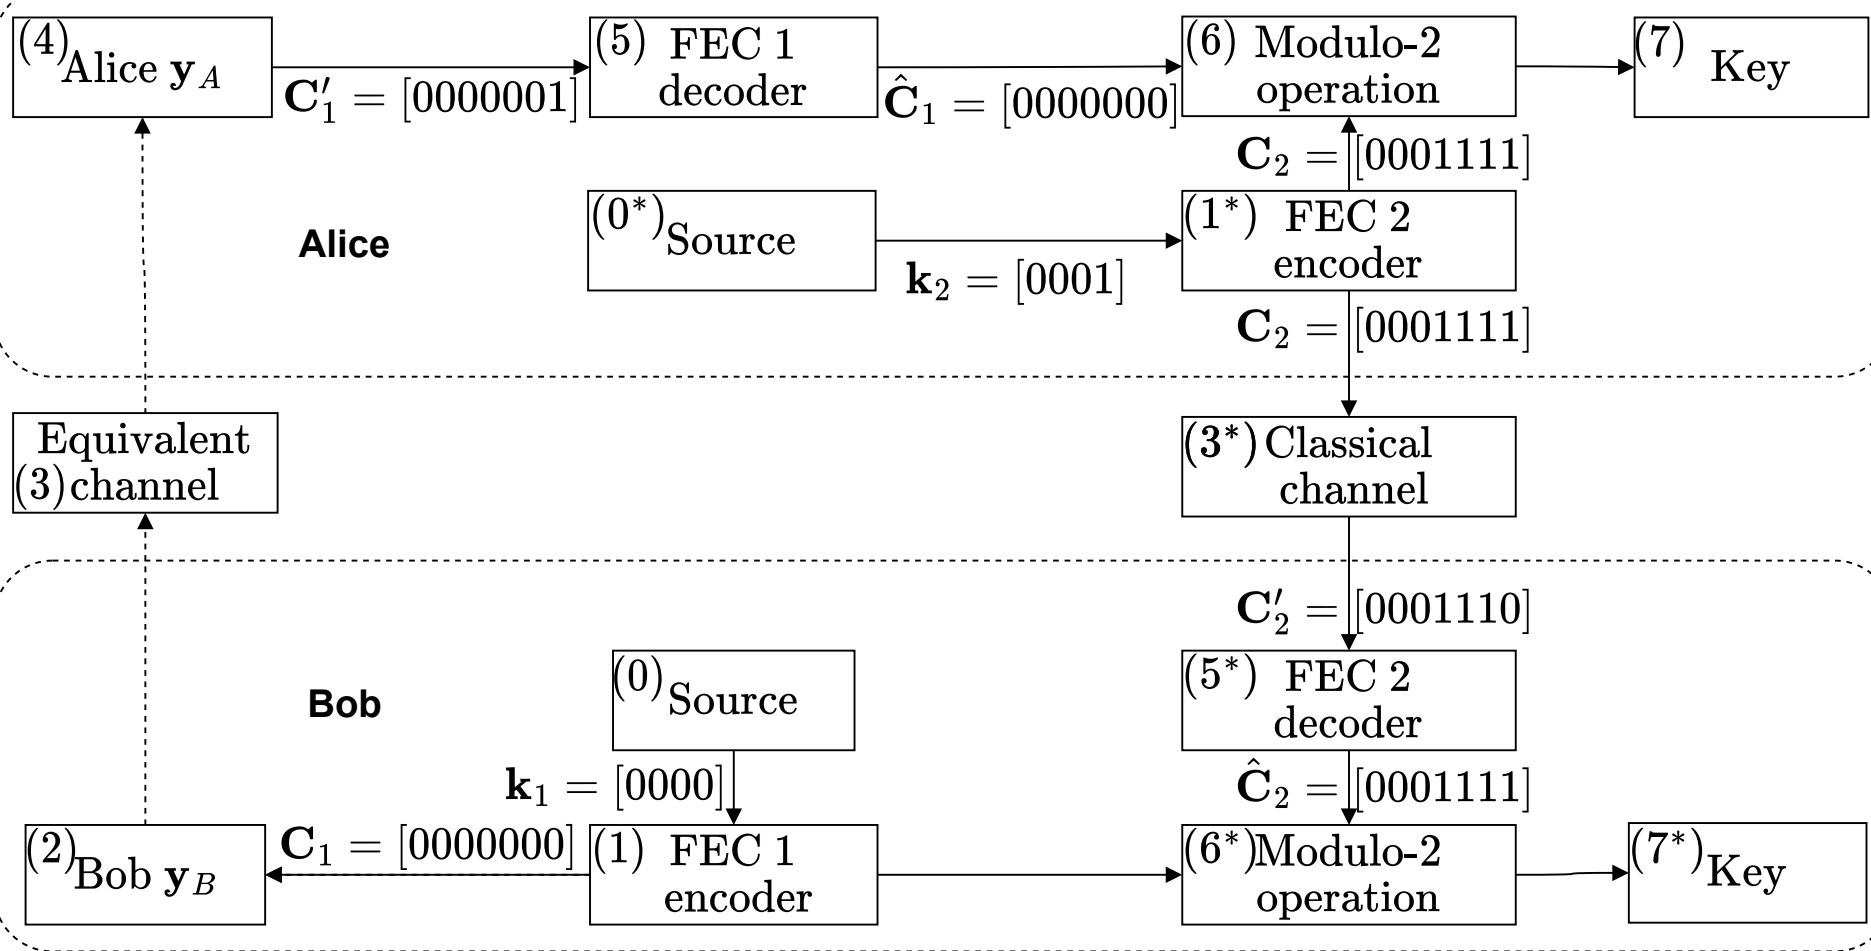 (4) Alice y_A
C′_1 = [0000001]
(5) FEC 1
decoder
Ĉ_1 = [0000000]
(6) Modulo-2
operation
(7) Key
C_2 = [0001111]
Alice
(0*) Source
k_2 = [0001]
(1*) FEC 2
encoder
C_2 = [0001111]
Equivalent
(3) channel
(3*) Classical
channel
C′_2 = [0001110]
Bob
(0) Source
(5*) FEC 2
decoder
k_1 = [0000]
Ĉ_2 = [0001111]
(2) Bob y_B
C_1 = [0000000]
(1) FEC 1
encoder
(6*) Modulo-2
operation
(7*) Key